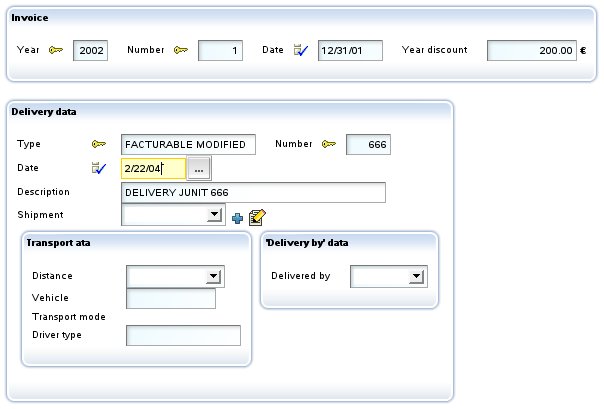 Invoice
Year 2002 Number 1 Date 12/31/01 Year discount 200.00 €
Delivery data
Type FACTURABLE MODIFIED Number 666
Date 2/22/04 ...
Description DELIVERY JUNIT 666
Shipment
Transport ata
'Delivery by' data
Distance
Delivered by
Vehicle
Transport mode
Driver type